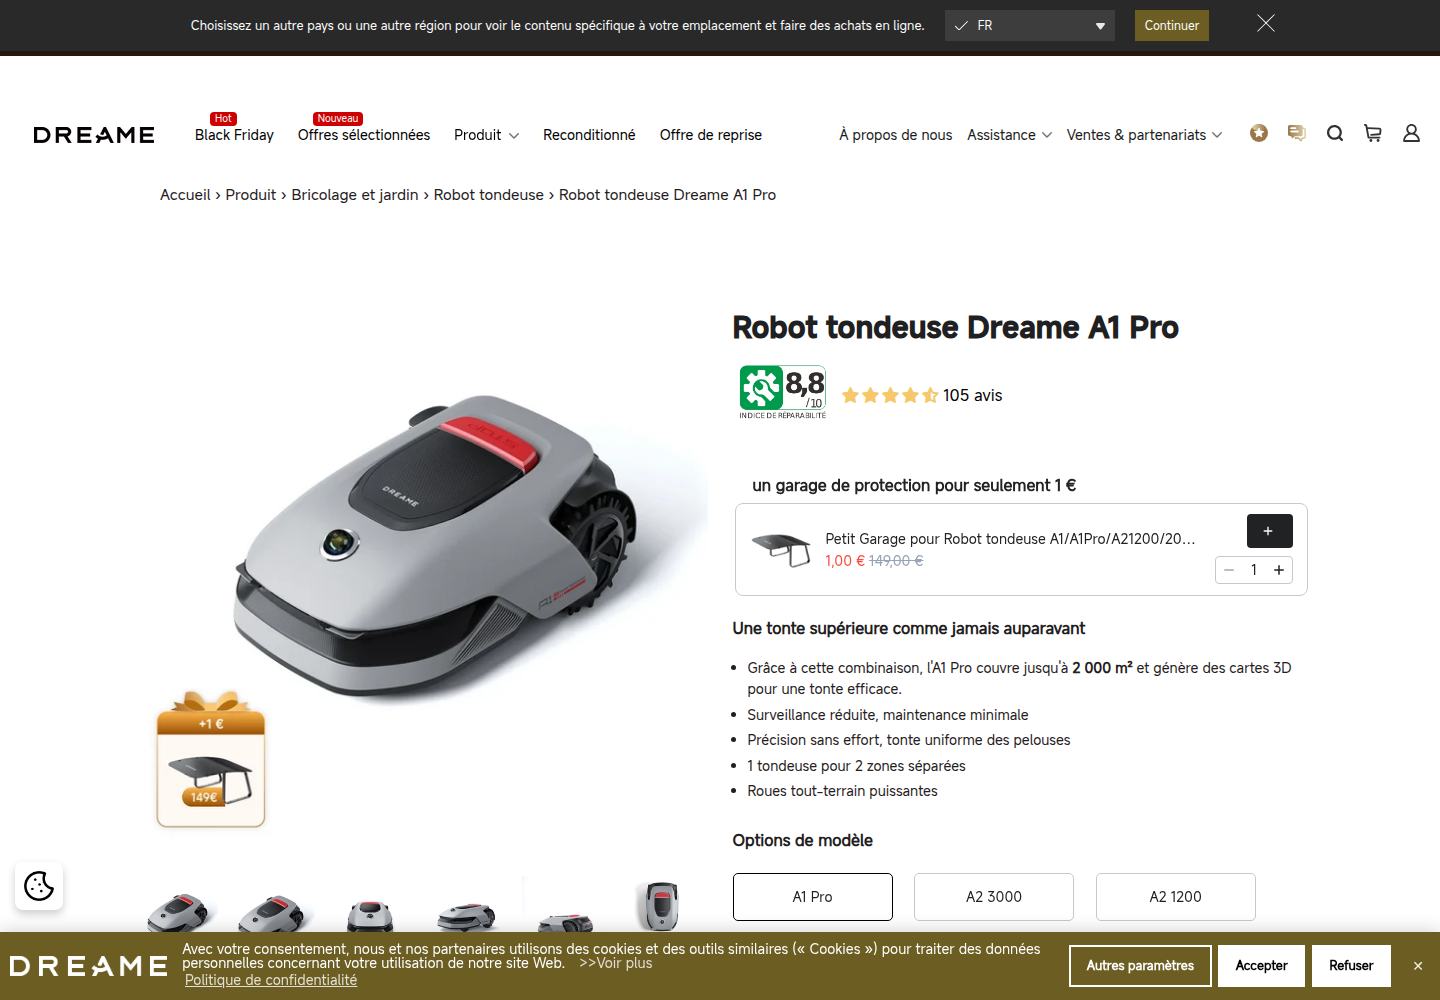 Choisissez un autre pays ou une autre région pour voir le contenu spécifique à votre emplacement et faire des achats en ligne.
FR
Continuer
Hot
Nouveau
DREAME
Black Friday
Offres sélectionnées
Produit
Reconditionné
Offre de reprise
À propos de nous
Assistance
Ventes & partenariats
Accueil › Produit › Bricolage et jardin › Robot tondeuse › Robot tondeuse Dreame A1 Pro
Robot tondeuse Dreame A1 Pro
8,8
/10
INDICE DE RÉPARABILITÉ
105 avis
STOP
DREAME
un garage de protection pour seulement 1 €
Petit Garage pour Robot tondeuse A1/A1Pro/A21200/20...
1,00 € 149,00 €
+
− 1 +
Une tonte supérieure comme jamais auparavant
• Grâce à cette combinaison, l'A1 Pro couvre jusqu'à 2 000 m² et génère des cartes 3D
pour une tonte efficace.
• Surveillance réduite, maintenance minimale
• Précision sans effort, tonte uniforme des pelouses
• 1 tondeuse pour 2 zones séparées
• Roues tout-terrain puissantes
+1 €
149€
Options de modèle
A1 Pro
A2 3000
A2 1200
DREAME
Avec votre consentement, nous et nos partenaires utilisons des cookies et des outils similaires (« Cookies ») pour traiter des données
personnelles concernant votre utilisation de notre site Web. >>Voir plus
Politique de confidentialité
Autres paramètres
Accepter
Refuser
×